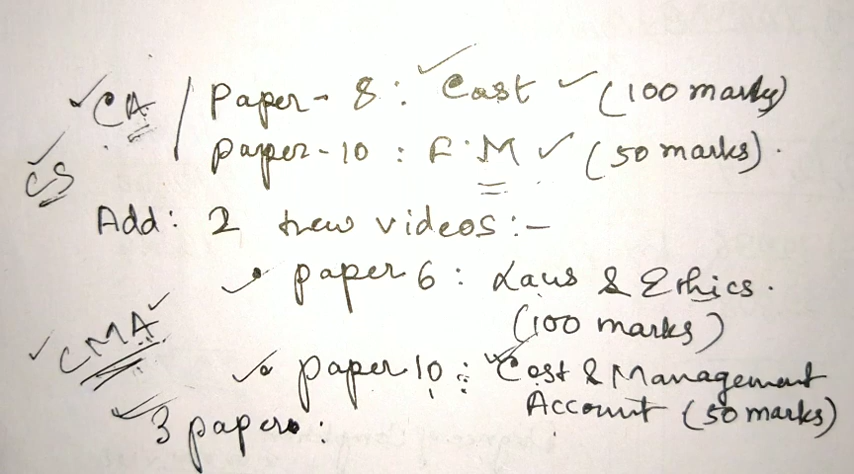 CA / Paper - 8 : Cost (100 marks)
CS Paper - 10 : F.M (50 marks).
Add : 2 new videos :-
paper 6 : Laws & Ethics.
(100 marks)
CMA
paper 10 : Cost & Management
Account (50 marks)
3 papers :